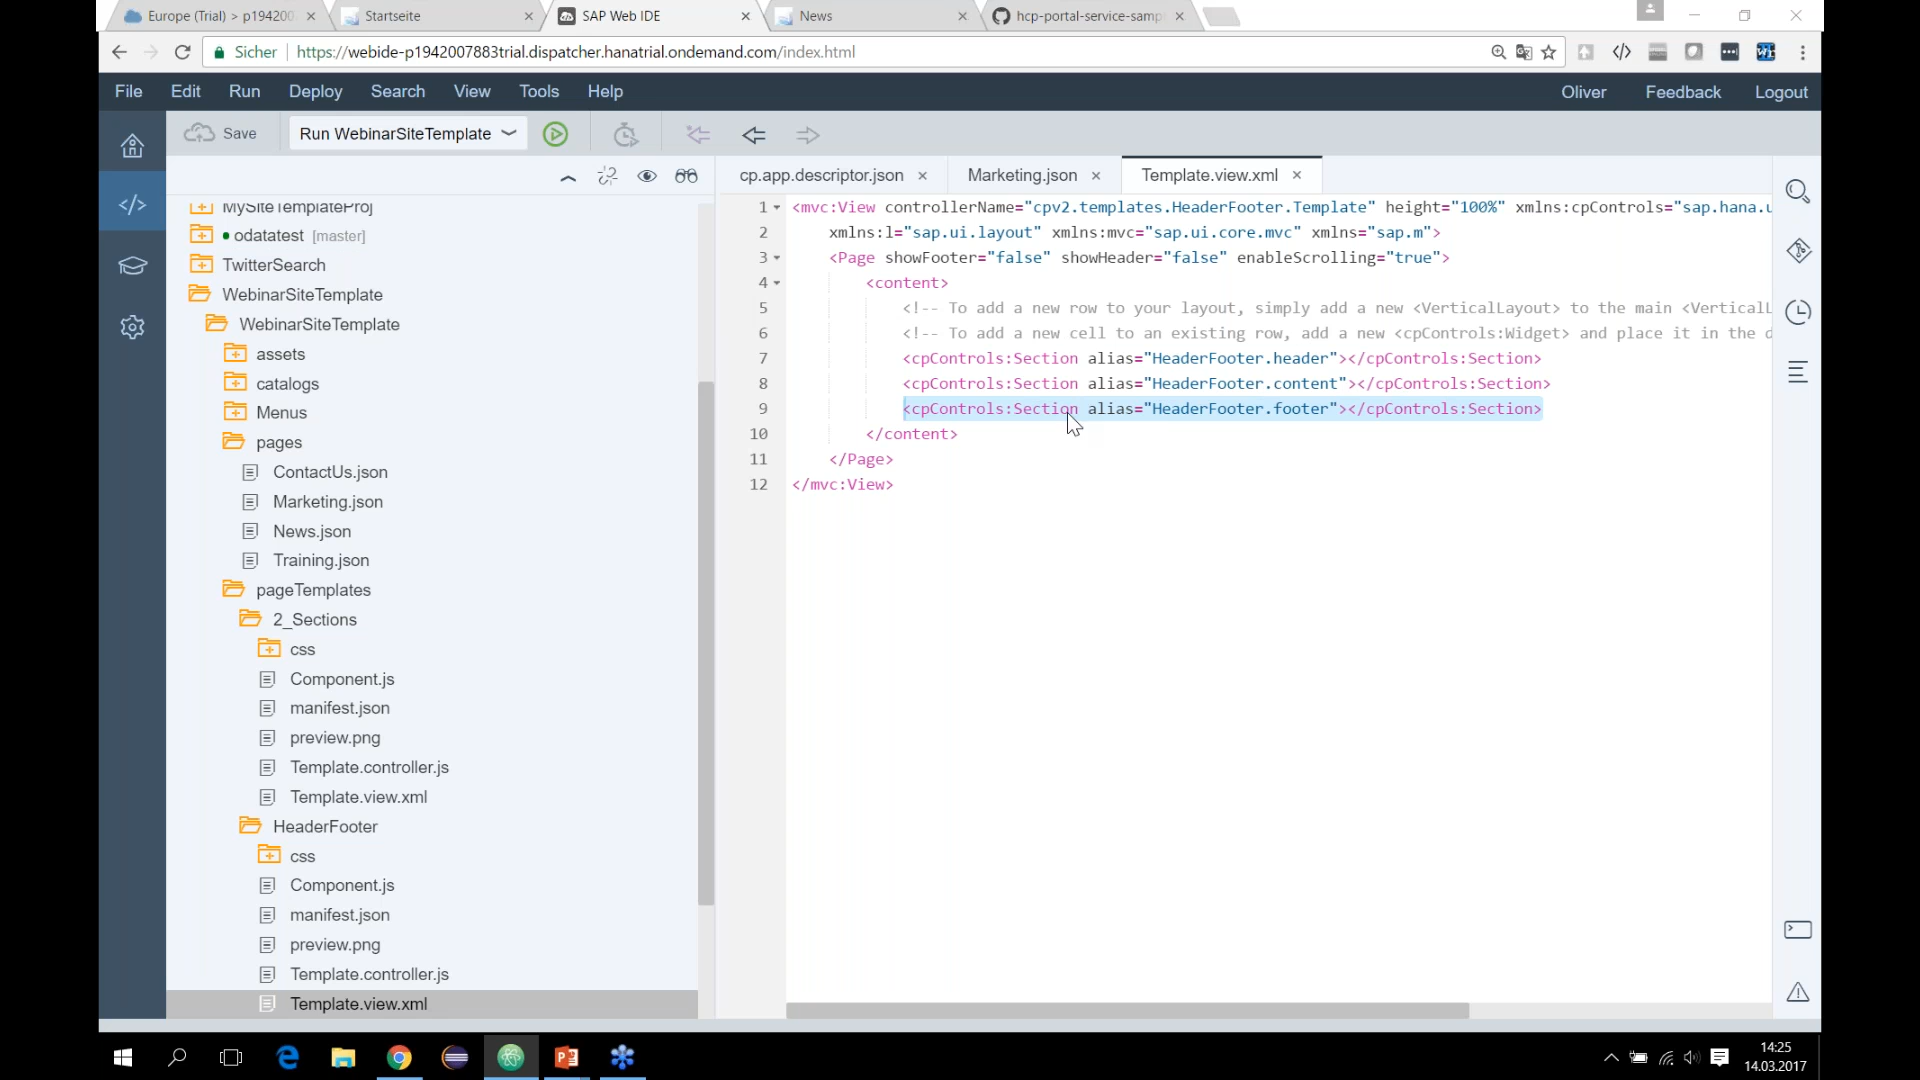 Europe (Trial) > p194200
Startseite
SAP Web IDE
News
hcp-portal-service-samp
Sicher
https://webide-p1942007883trial.dispatcher.hanatrial.ondemand.com/index.html
File Edit Run Deploy Search View Tools Help Oliver Feedback Logout
Save
Run WebinarSiteTemplate
cp.app.descriptor.json
Marketing.json
Template.view.xml
MySiteTemplateProj
odatatest [master]
TwitterSearch
WebinarSiteTemplate
WebinarSiteTemplate
assets
catalogs
Menus
pages
ContactUs.json
Marketing.json
News.json
Training.json
pageTemplates
2_Sections
css
Component.js
manifest.json
preview.png
Template.controller.js
Template.view.xml
HeaderFooter
css
Component.js
manifest.json
preview.png
Template.controller.js
Template.view.xml
1 <mvc:View controllerName="cpv2.templates.HeaderFooter.Template" height="100%" xmlns:cpControls="sap.hana.u
2 xmlns:l="sap.ui.layout" xmlns:mvc="sap.ui.core.mvc" xmlns="sap.m">
3 <Page showFooter="false" showHeader="false" enableScrolling="true">
4 <content>
5 <!-- To add a new row to your layout, simply add a new <VerticalLayout> to the main <VerticalL
6 <!-- To add a new cell to an existing row, add a new <cpControls:Widget> and place it in the d
7 <cpControls:Section alias="HeaderFooter.header"></cpControls:Section>
8 <cpControls:Section alias="HeaderFooter.content"></cpControls:Section>
9 <cpControls:Section alias="HeaderFooter.footer"></cpControls:Section>
10 </content>
11 </Page>
12 </mvc:View>
14:25
14.03.2017